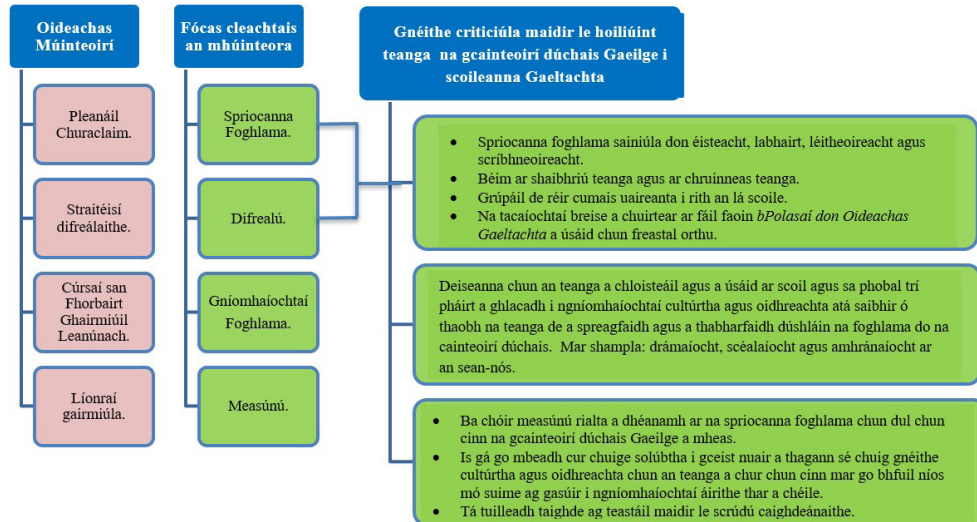 Oideachas
Múinteoirí
Pleanáil
Churaclaim.
Straitéisí
difreálaithe.
Cúrsaí san
Fhorbairt
Ghairmiúil
Leanúnach.
Líonraí
gairmiúla.
Fócas cleachtais
an mhúinteora
Spriocanna
Foghlama.
Difrealú.
Gníomhaíochtaí
Foghlama.
Measúnú.
Gnéithe criticiúla maidir le hoiliúint
teanga na gcainteoirí dúchais Gaeilge i
scoileanna Gaeltachta
• Spriocanna foghlama sainiúla don éisteacht, labhairt, léitheoireacht agus
scríbhneoireacht.
• Béim ar shaibhriú teanga agus ar chruinneas teanga.
• Grúpáil de réir cumais uaireanta i rith an lá scoile.
• Na tacaíochtaí breise a chuirtear ar fáil faoin bPolasaí don Oideachas
Gaeltachta a úsáid chun freastal orthu.
Deiseanna chun an teanga a chloisteáil agus a úsáid ar scoil agus sa phobal trí
pháirt a ghlacadh i ngníomhaíochtaí cultúrtha agus oidhreachta atá saibhir ó
thaobh na teanga de a spreagfaidh agus a thabharfaidh dúshláin na foghlama do na
cainteoirí dúchais. Mar shampla: drámaíocht, scéalaíocht agus amhránaíocht ar
an sean-nós.
• Ba chóir measúnú rialta a dhéanamh ar na spriocanna foghlama chun dul chun
cinn na gcainteoirí dúchais Gaeilge a mheas.
• Is gá go mbeadh cur chuige solúbtha i gceist nuair a thagann sé chuig gnéithe
cultúrtha agus oidhreachta chun an teanga a chur chun cinn mar go bhfuil níos
mó suime ag gasúir i ngníomhaíochtaí áirithe thar a chéile.
• Tá tuilleadh taighde ag teastáil maidir le scrúdú caighdeánaithe.